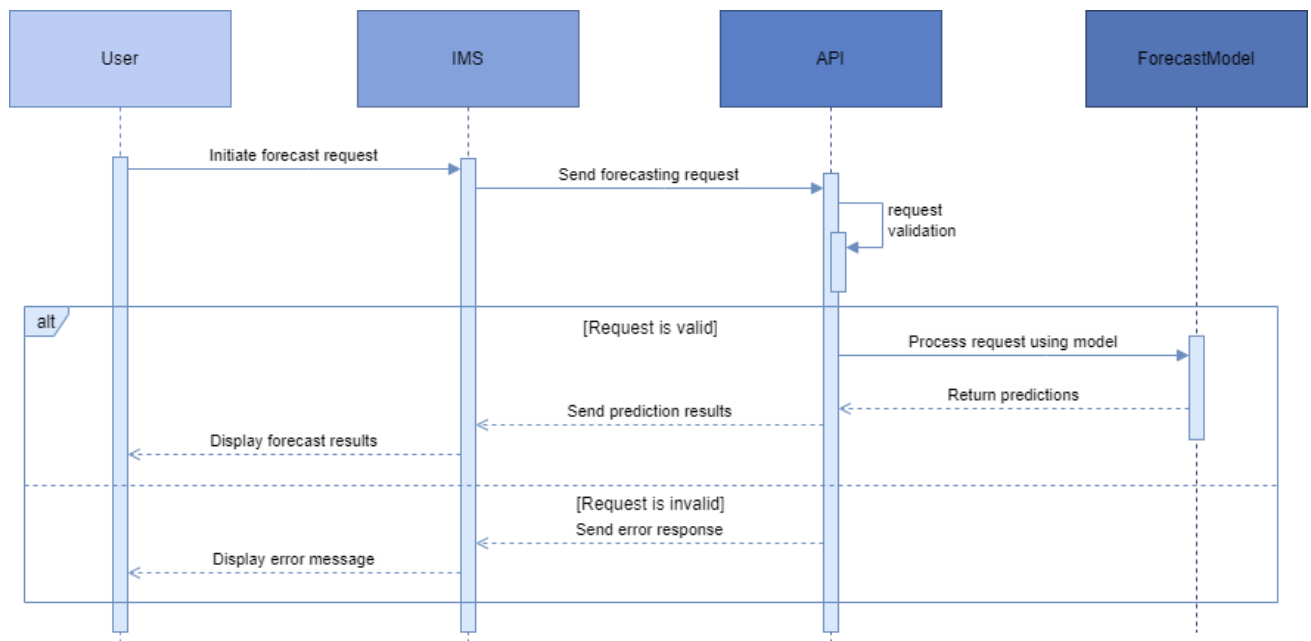 User
IMS
API
ForecastModel
Initiate forecast request
Send forecasting request
request
validation
alt
[Request is valid]
Process request using model
Return predictions
Send prediction results
Display forecast results
[Request is invalid]
Send error response
Display error message